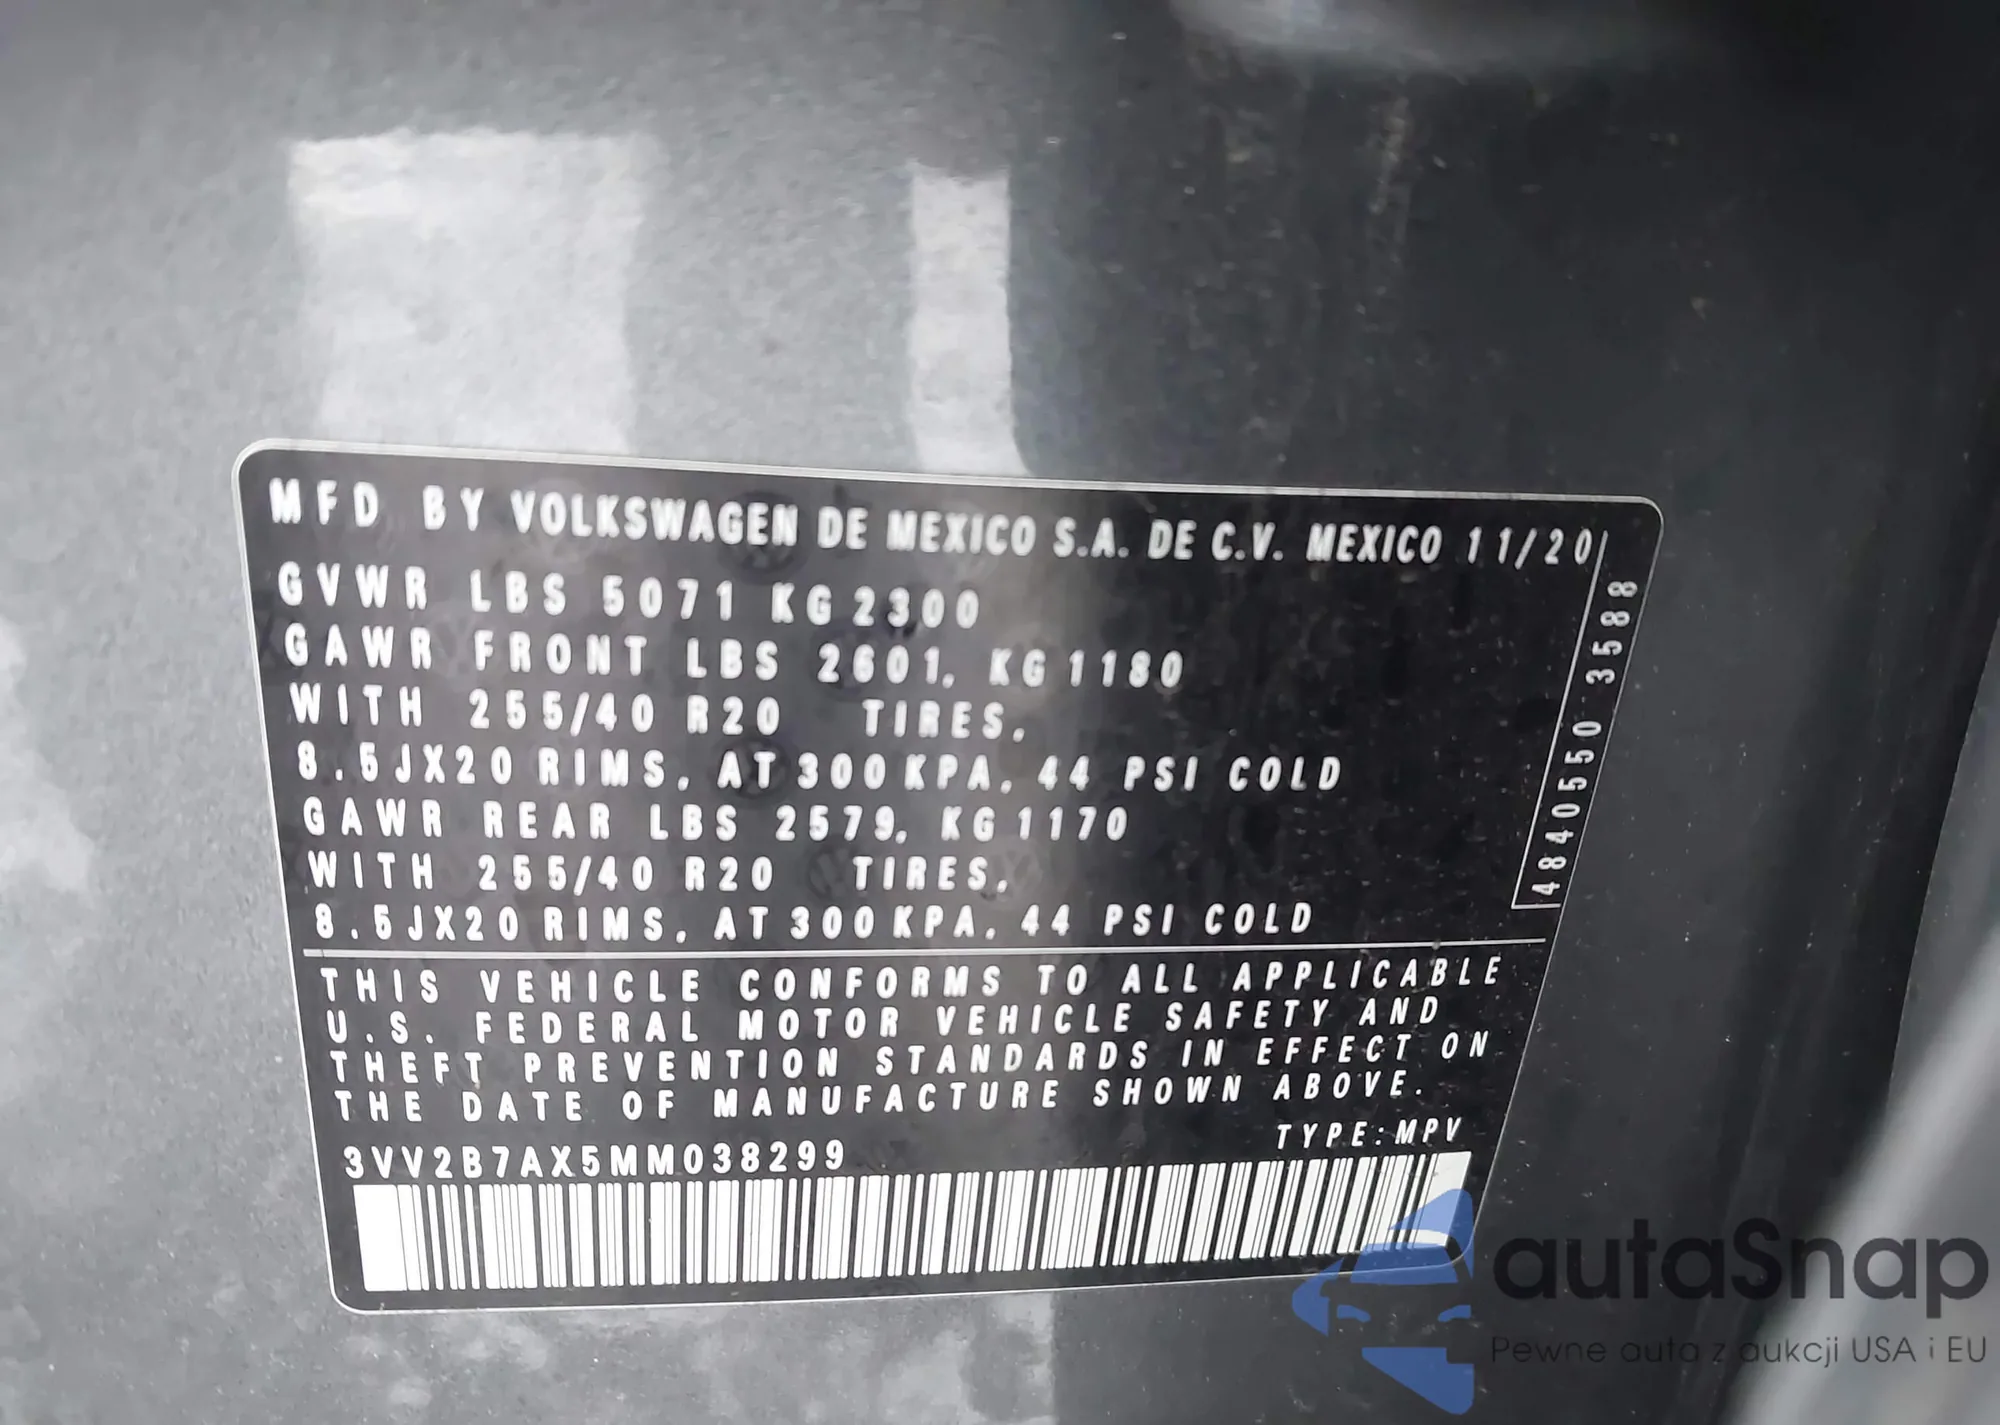 MFD BY VOLKSWAGEN DE MEXICO S.A. DE C.V. MEXICO 11/20
GVWR LBS 5071 KG 2300
GAWR FRONT LBS 2601, KG 1180
WITH 255/40 R20 TIRES,
8.5JX20 RIMS, AT 300 KPA, 44 PSI COLD
GAWR REAR LBS 2579, KG 1170
WITH 255/40 R20 TIRES,
8.5JX20 RIMS, AT 300 KPA, 44 PSI COLD
4840550 3588
THIS VEHICLE CONFORMS TO ALL APPLICABLE
U.S. FEDERAL MOTOR VEHICLE SAFETY AND
THEFT PREVENTION STANDARDS IN EFFECT ON
THE DATE OF MANUFACTURE SHOWN ABOVE.
3VV2B7AX5MM038299 TYPE:MPV
autaSnap
Pewne auta z aukcji USA i EU